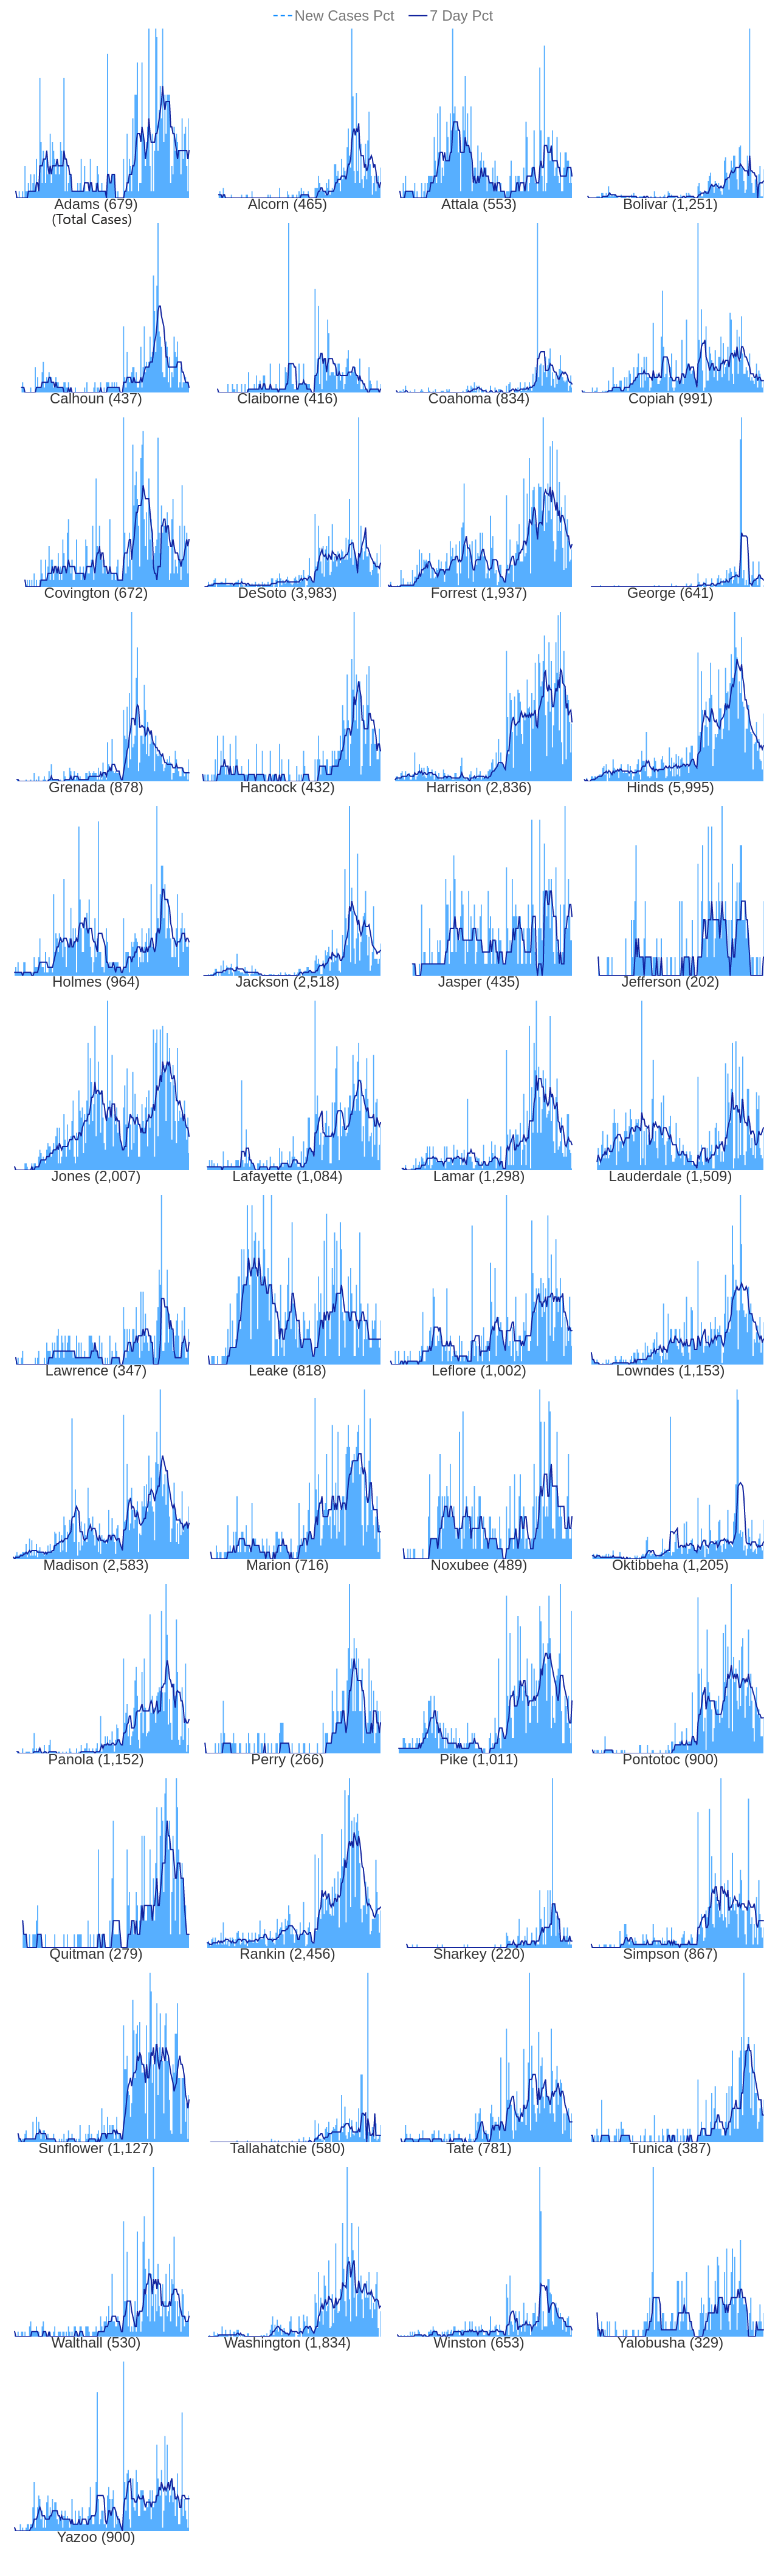 New Cases Pct 7 Day Pct
Adams (679) Alcorn (465) Attala (553) Bolivar (1,251)
(Total Cases)
Calhoun (437) Claiborne (416) Coahoma (834) Copiah (991)
Covington (672) DeSoto (3,983) Forrest (1,937) George (641)
Grenada (878) Hancock (432) Harrison (2,836) Hinds (5,995)
Holmes (964) Jackson (2,518) Jasper (435) Jefferson (202)
Jones (2,007) Lafayette (1,084) Lamar (1,298) Lauderdale (1,509)
Lawrence (347) Leake (818) Leflore (1,002) Lowndes (1,153)
Madison (2,583) Marion (716) Noxubee (489) Oktibbeha (1,205)
Panola (1,152) Perry (266) Pike (1,011) Pontotoc (900)
Quitman (279) Rankin (2,456) Sharkey (220) Simpson (867)
Sunflower (1,127) Tallahatchie (580) Tate (781) Tunica (387)
Walthall (530) Washington (1,834) Winston (653) Yalobusha (329)
Yazoo (900)